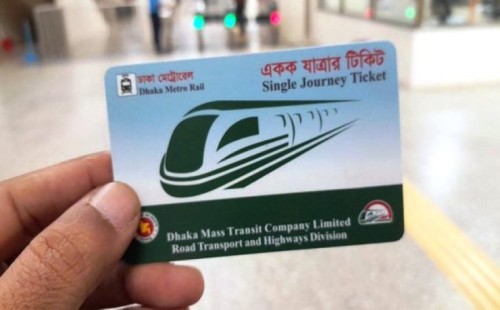 ঢাকা মেট্রোরেল
Dhaka Metro Rail
একক যাত্রার টিকিট
Single Journey Ticket
Dhaka Mass Transit Company Limited
Road Transport and Highways Division